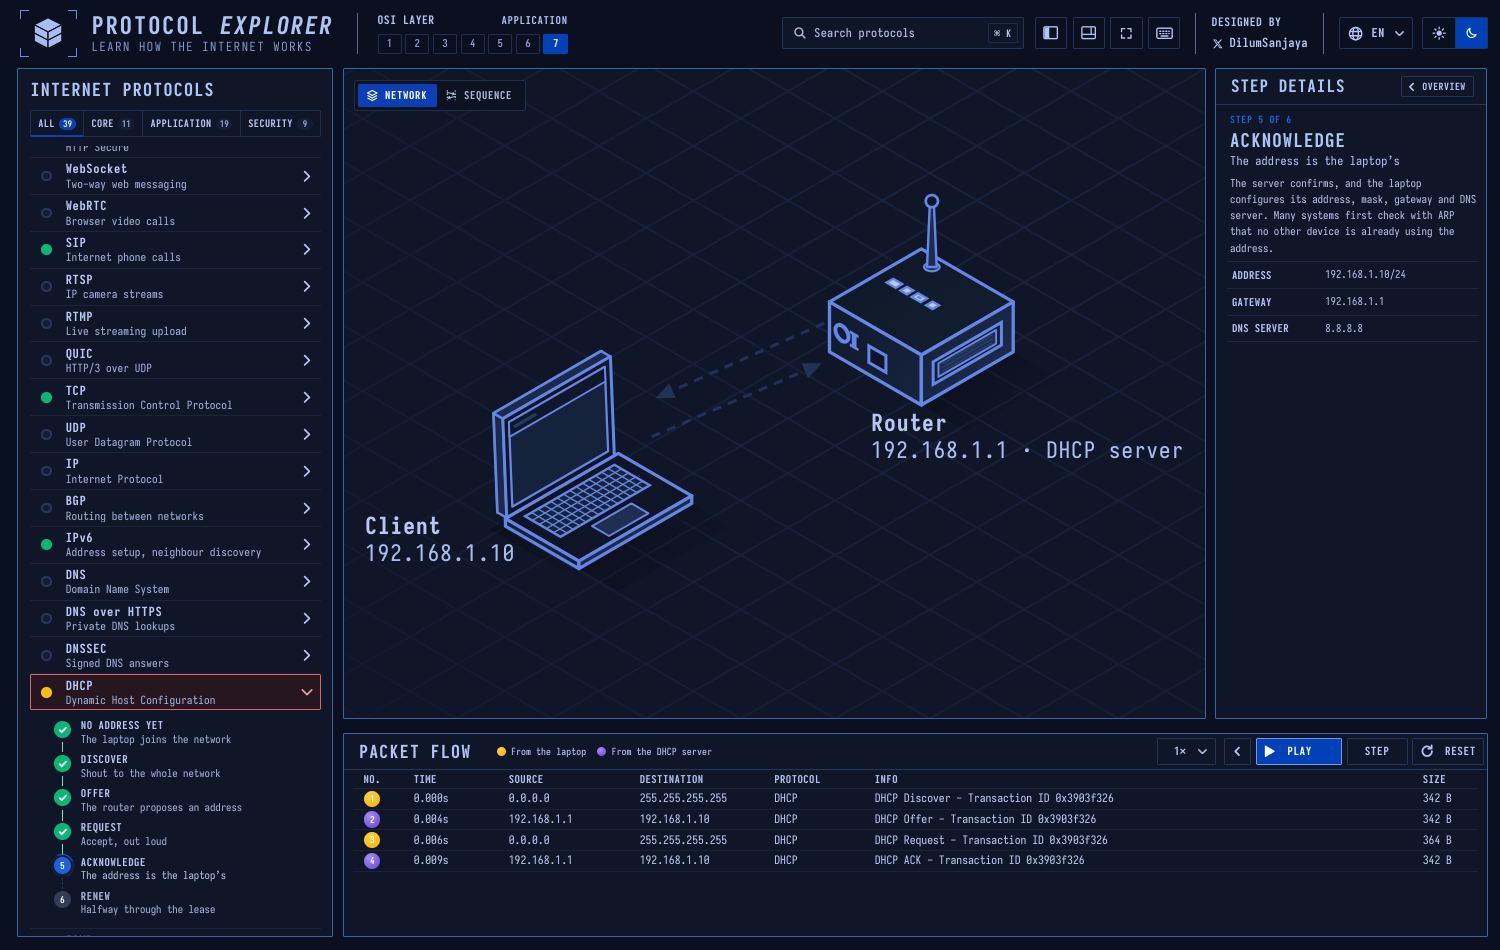 PROTOCOL EXPLORER
LEARN HOW THE INTERNET WORKS
OSI LAYER APPLICATION
1 2 3 4 5 6 7
Search protocols ⌘ K
DESIGNED BY
DilumSanjaya
EN
INTERNET PROTOCOLS
ALL 39 CORE 11 APPLICATION 19 SECURITY 9
HTTP Secure
WebSocket
Two-way web messaging
WebRTC
Browser video calls
SIP
Internet phone calls
RTSP
IP camera streams
RTMP
Live streaming upload
QUIC
HTTP/3 over UDP
TCP
Transmission Control Protocol
UDP
User Datagram Protocol
IP
Internet Protocol
BGP
Routing between networks
IPv6
Address setup, neighbour discovery
DNS
Domain Name System
DNS over HTTPS
Private DNS lookups
DNSSEC
Signed DNS answers
DHCP
Dynamic Host Configuration
NO ADDRESS YET
The laptop joins the network
DISCOVER
Shout to the whole network
OFFER
The router proposes an address
REQUEST
Accept, out loud
5 ACKNOWLEDGE
The address is the laptop’s
6 RENEW
Halfway through the lease
NETWORK SEQUENCE
Router
192.168.1.1 · DHCP server
Client
192.168.1.10
STEP DETAILS
OVERVIEW
STEP 5 OF 6
ACKNOWLEDGE
The address is the laptop’s
The server confirms, and the laptop
configures its address, mask, gateway and DNS
server. Many systems first check with ARP
that no other device is already using the
address.
ADDRESS 192.168.1.10/24
GATEWAY 192.168.1.1
DNS SERVER 8.8.8.8
PACKET FLOW
From the laptop From the DHCP server
1× PLAY STEP RESET
NO. TIME SOURCE DESTINATION PROTOCOL INFO SIZE
1 0.000s 0.0.0.0 255.255.255.255 DHCP DHCP Discover – Transaction ID 0x3903f326 342 B
2 0.004s 192.168.1.1 192.168.1.10 DHCP DHCP Offer – Transaction ID 0x3903f326 342 B
3 0.006s 0.0.0.0 255.255.255.255 DHCP DHCP Request – Transaction ID 0x3903f326 364 B
4 0.009s 192.168.1.1 192.168.1.10 DHCP DHCP ACK – Transaction ID 0x3903f326 342 B